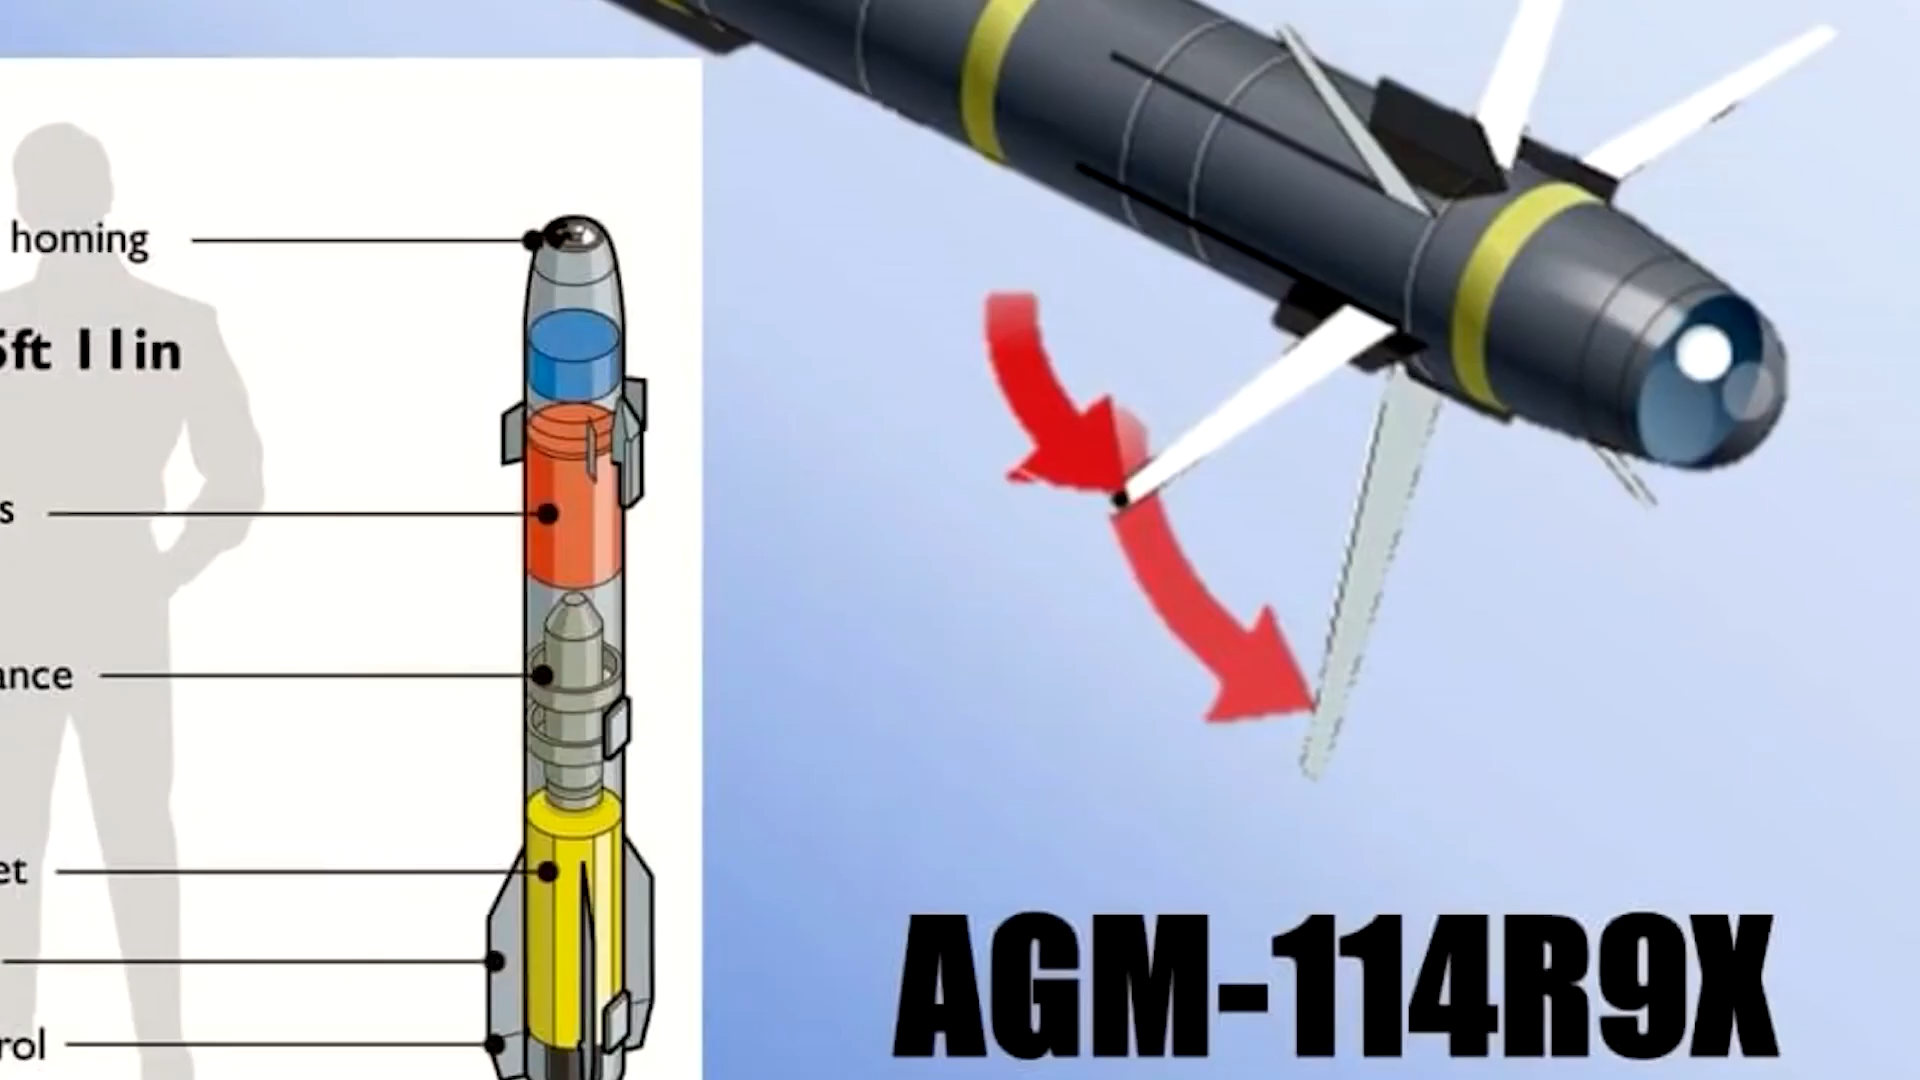 homing
5ft 11in
s
ance
et
rol
AGM-114R9X